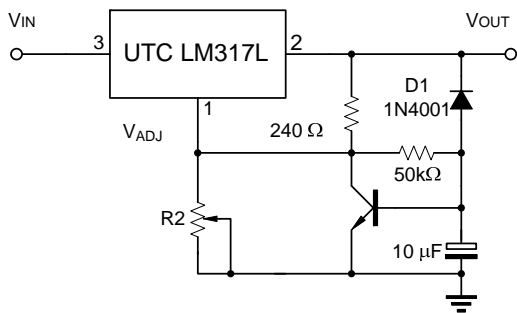 VIN
VOUT
3
UTC LM317L
2
1
D1
1N4001
VADJ
240 Ω
50kΩ
R2
10 μF